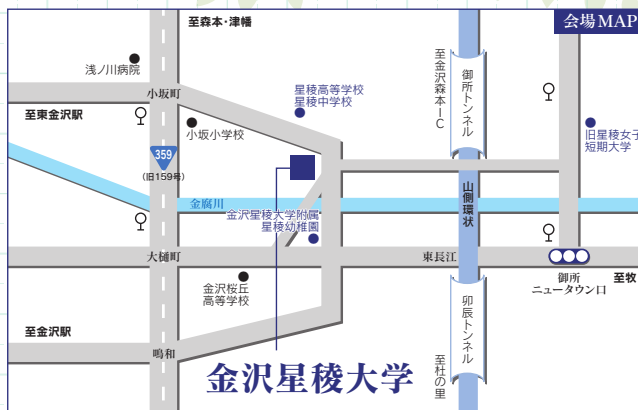 会場MAP
至森本・津幡
浅ノ川病院
小坂町
至東金沢駅
小坂小学校
359
(旧159号)
星稜高等学校
星稜中学校
至金沢森本IC
御所トンネル
旧星稜女子
短期大学
金腐川
金沢星稜大学附属
星稜幼稚園
山側環状
大樋町
東長江
金沢桜丘
高等学校
御所
ニュータウン口
至牧
至金沢駅
鳴和
卯辰トンネル
至杜の里
金沢星稜大学